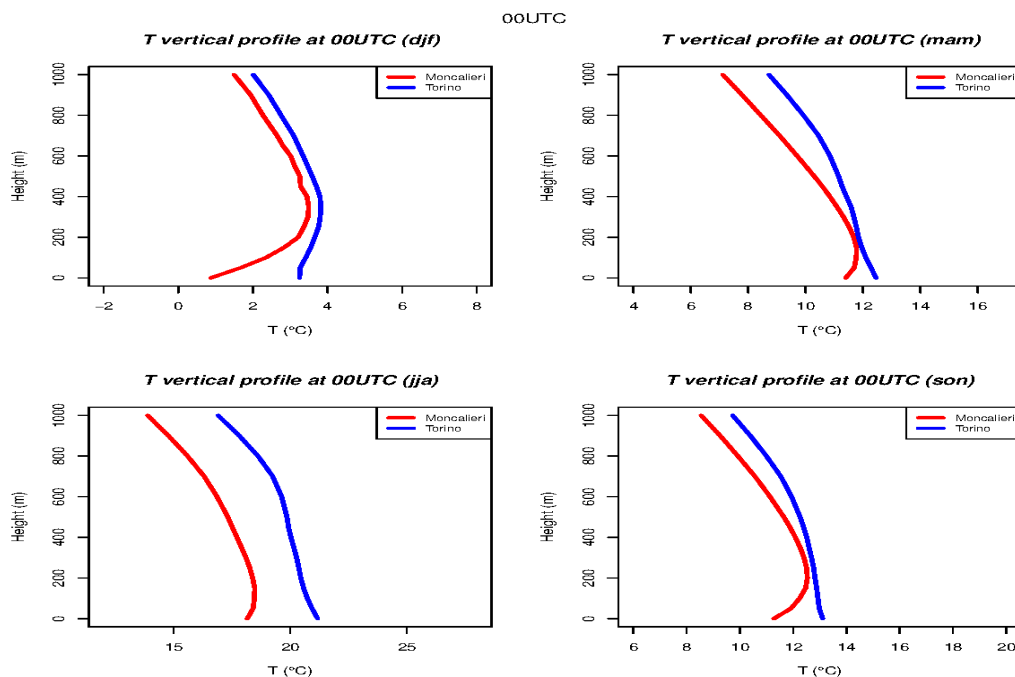 00UTC
T vertical profile at 00UTC (djf)
Moncalieri
Torino
Height (m)
0 200 400 600 800 1000
−2 0 2 4 6 8
T (°C)
T vertical profile at 00UTC (mam)
Moncalieri
Torino
Height (m)
0 200 400 600 800 1000
4 6 8 10 12 14 16
T (°C)
T vertical profile at 00UTC (jja)
Moncalieri
Torino
Height (m)
0 200 400 600 800 1000
15 20 25
T (°C)
T vertical profile at 00UTC (son)
Moncalieri
Torino
Height (m)
0 200 400 600 800 1000
6 8 10 12 14 16 18 20
T (°C)